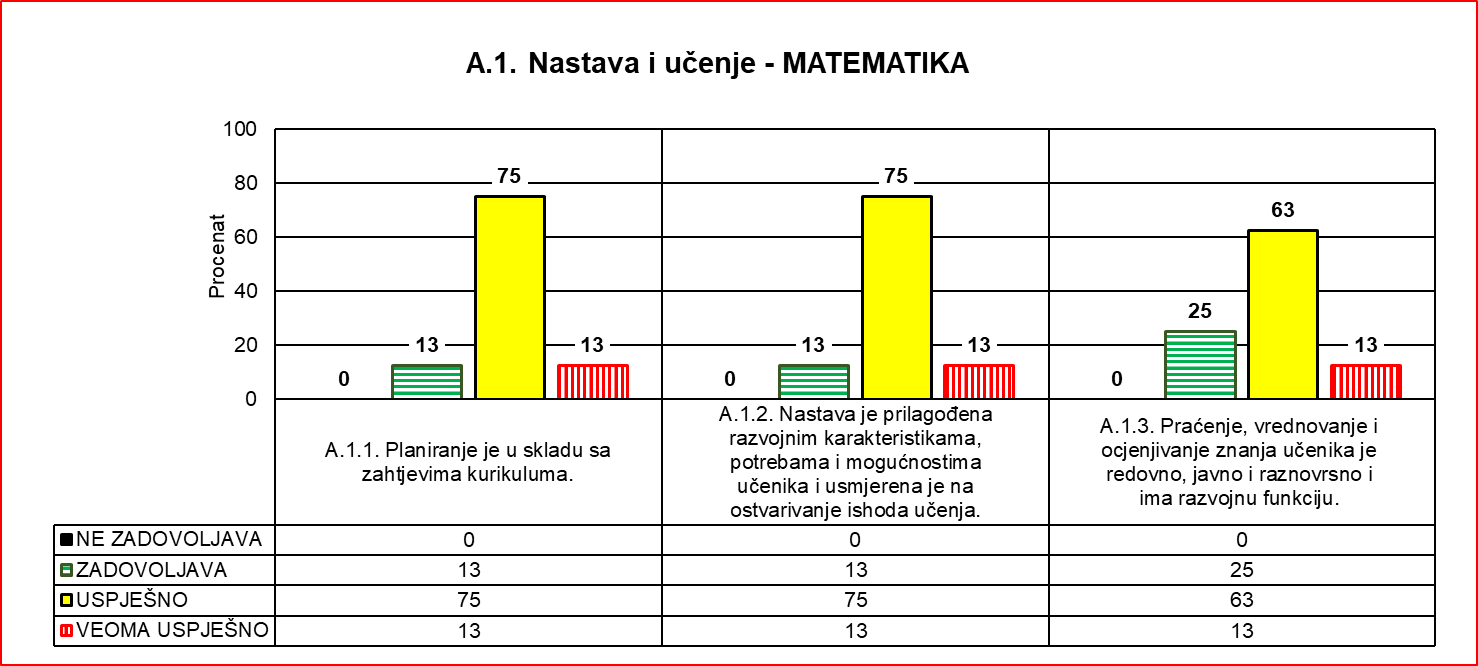 A.1. Nastava i učenje - MATEMATIKA
Procenat
100
80
60
40
20
0
0
13
75
13
0
13
75
13
0
25
63
13
A.1.1. Planiranje je u skladu sa
zahtjevima kurikuluma.
A.1.2. Nastava je prilagođena
razvojnim karakteristikama,
potrebama i mogućnostima
učenika i usmjerena je na
ostvarivanje ishoda učenja.
A.1.3. Praćenje, vrednovanje i
ocjenjivanje znanja učenika je
redovno, javno i raznovrsno i
ima razvojnu funkciju.
NE ZADOVOLJAVA 0 0 0
ZADOVOLJAVA 13 13 25
USPJEŠNO 75 75 63
VEOMA USPJEŠNO 13 13 13